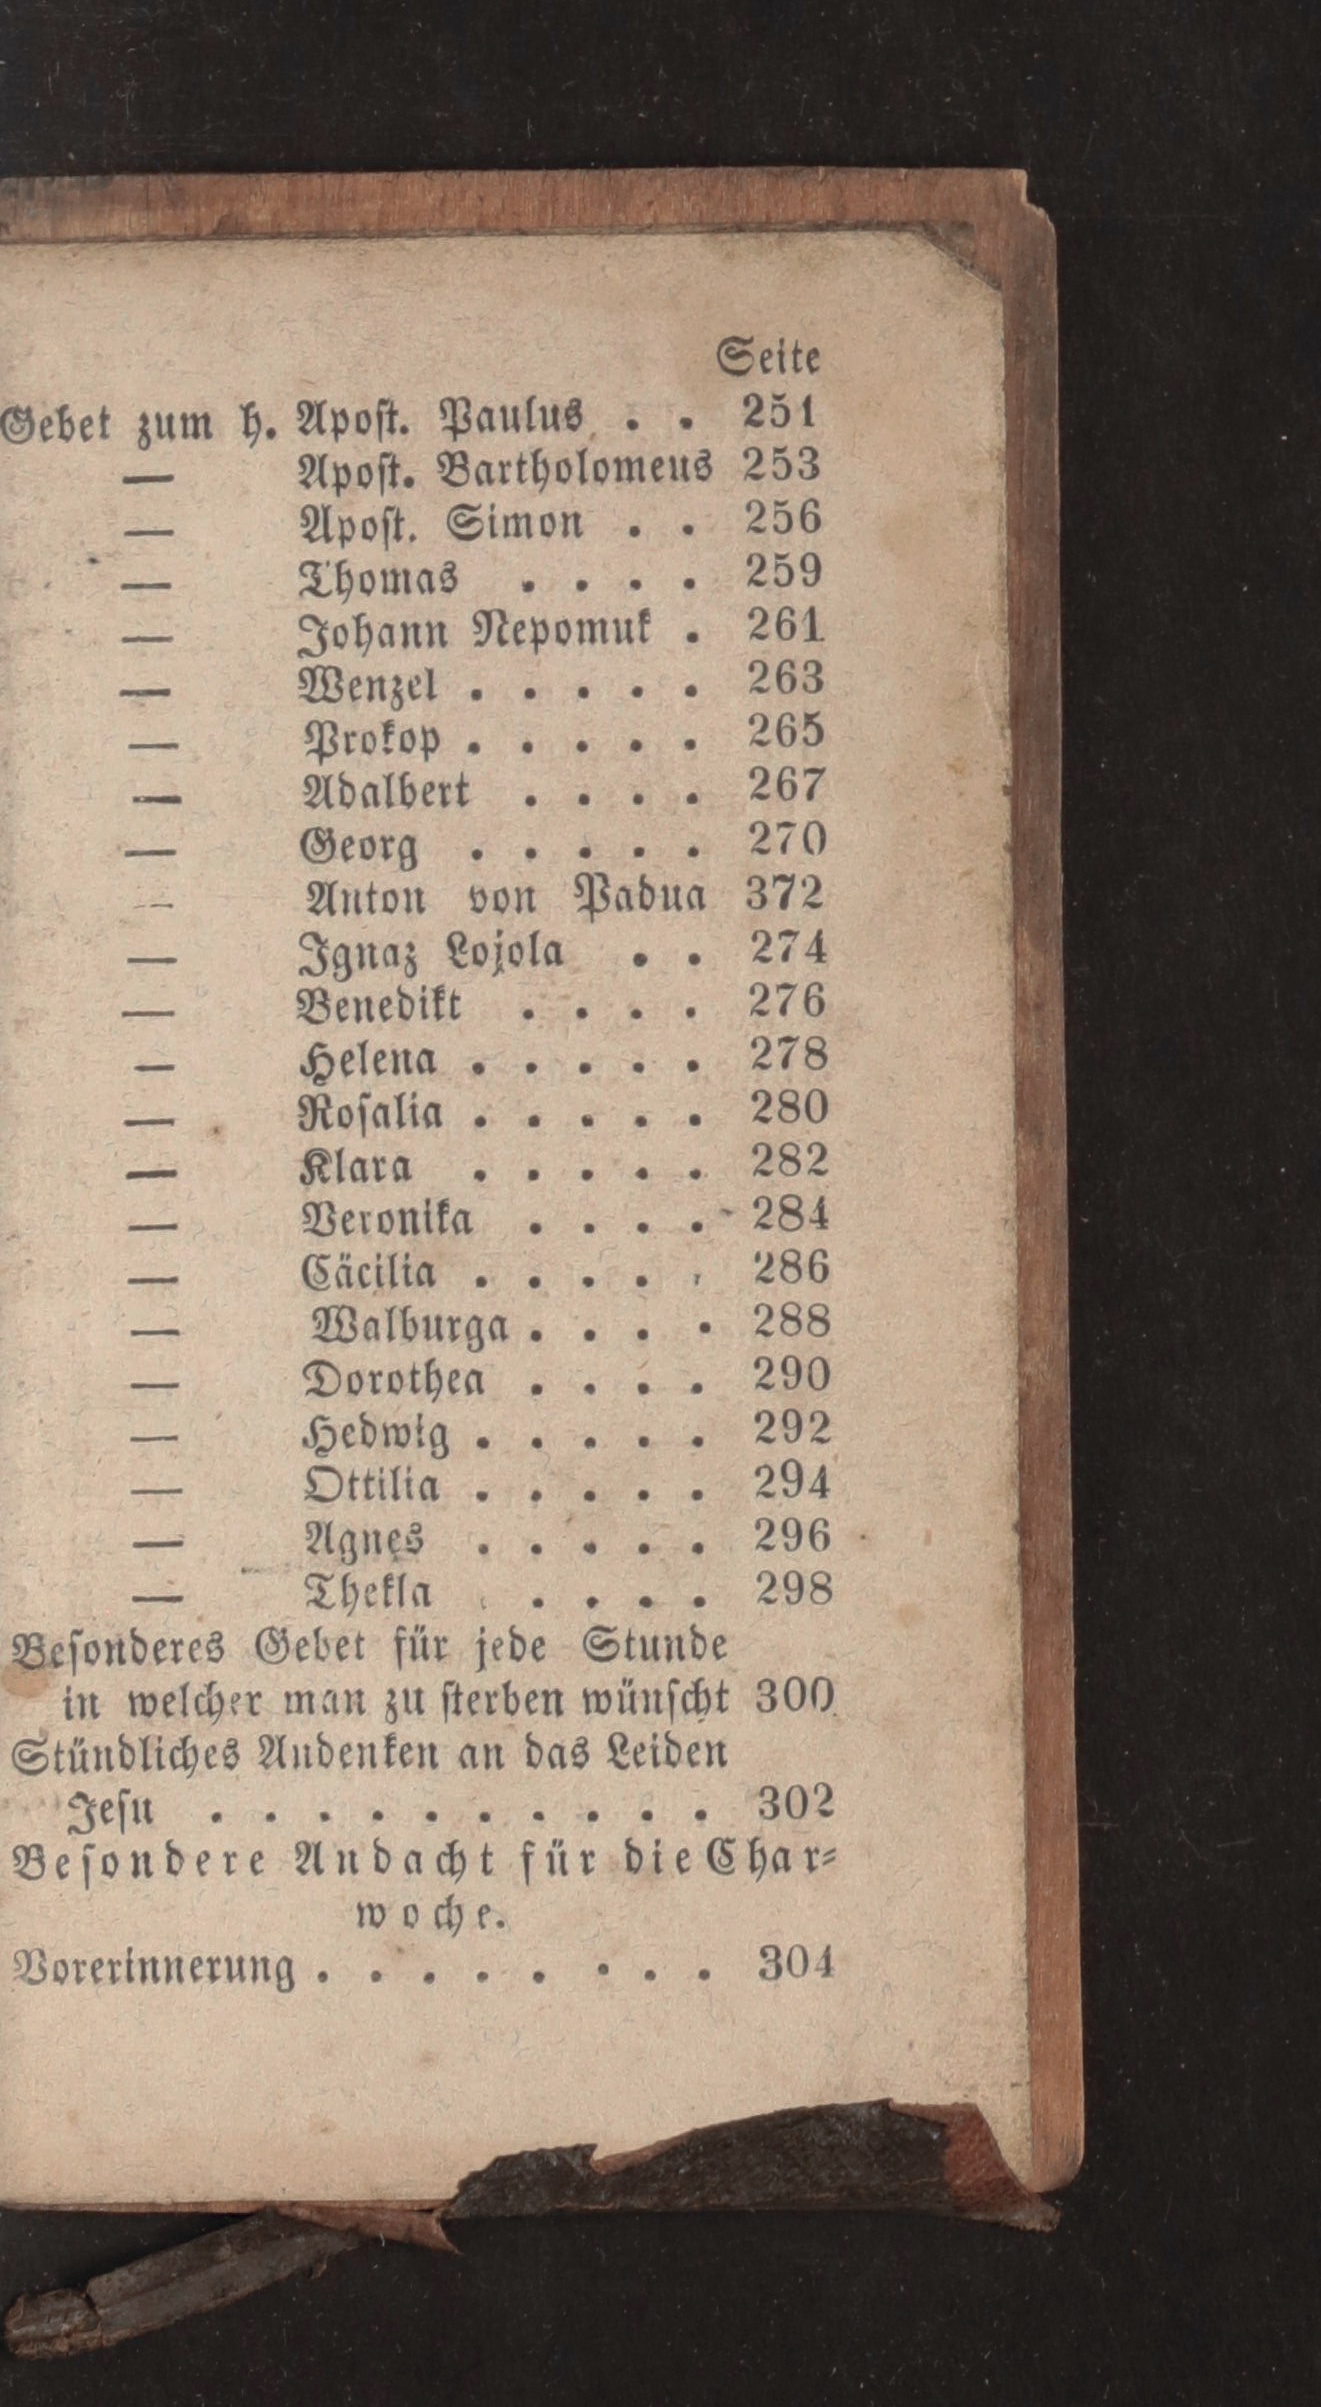 Seite
Gebet zum h. Apoſt. Paulus . . 251
— Apoſt. Bartholomeus 253
— Apoſt. Simon . . 256
— Thomas . . . . 259
— Johann Nepomuk . 261
— Wenzel . . . . . 263
— Prokop . . . . . 265
— Adalbert . . . . 267
— Georg . . . . . 270
— Anton von Padua 372
— Ignaz Lojola . . 274
— Benedikt . . . . 276
— Helena . . . . . 278
— Roſalia . . . . . 280
— Klara . . . . . 282
— Veronika . . . . 284
— Cäcilia . . . . . 286
— Walburga . . . . 288
— Dorothea . . . . 290
— Hedwig . . . . . 292
— Ottilia . . . . . 294
— Agnes . . . . . 296
— Thekla . . . . . 298
Beſonderes Gebet für jede Stunde
in welcher man zu ſterben wünſcht 300
Stündliches Andenken an das Leiden
Jeſu . . . . . . . . . . 302
Beſondere Andacht für die Char-
woche.
Vorerinnerung . . . . . . . . 304